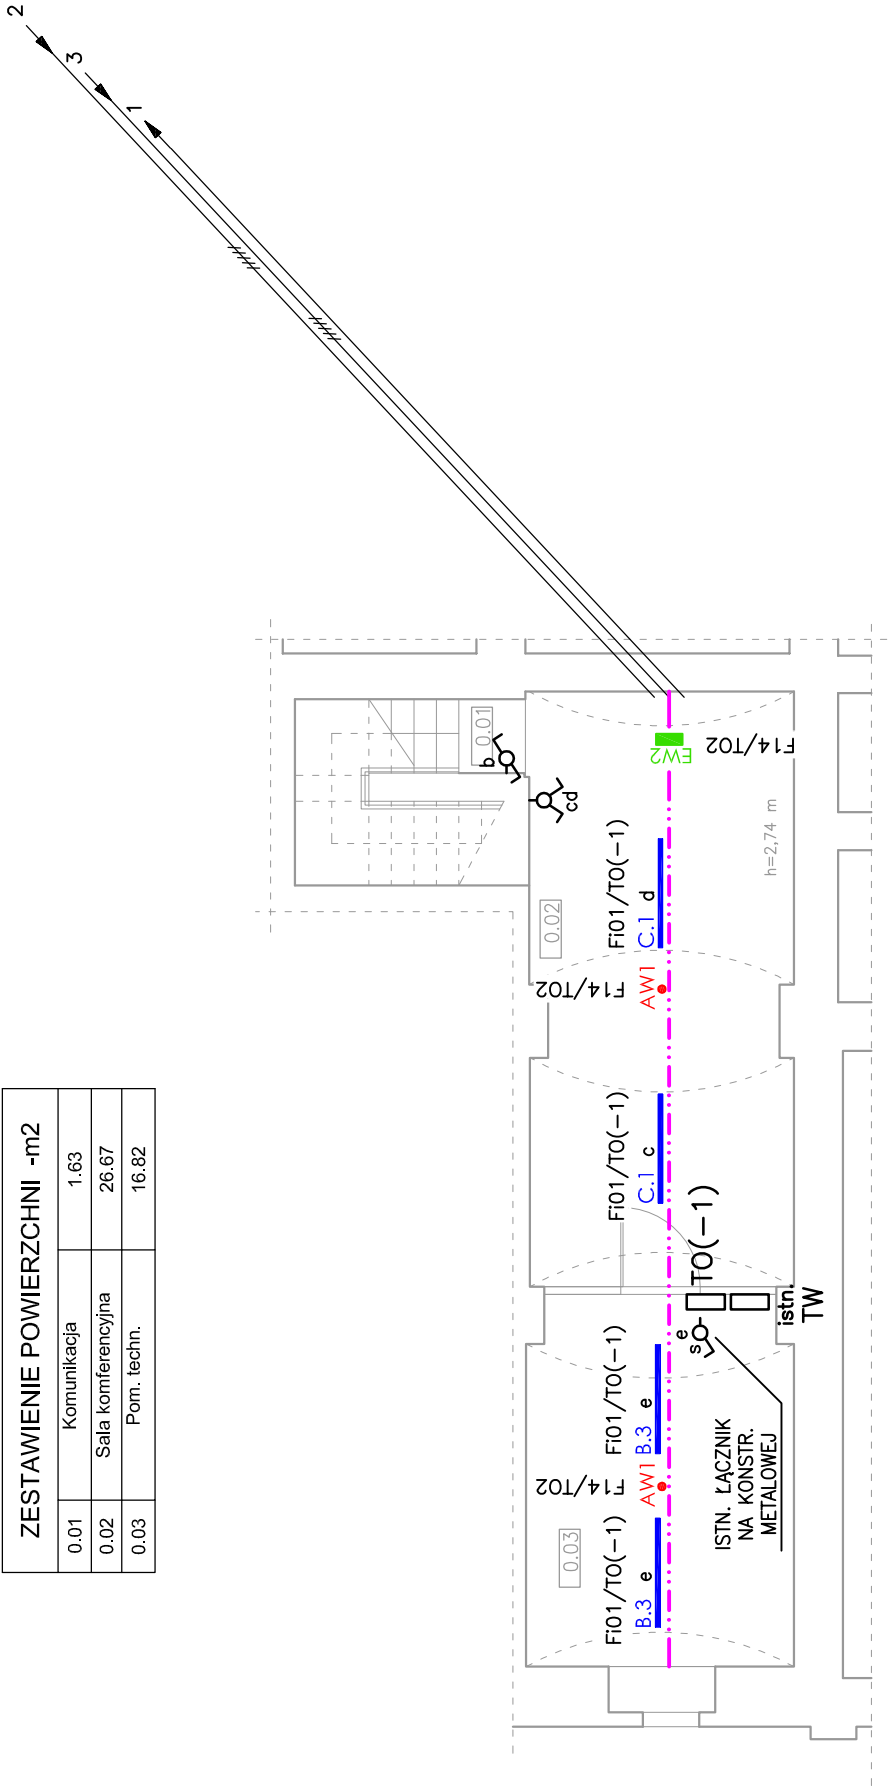 2
3
1
ZESTAWIENIE POWIERZCHNI -m2
0.01 Komunikacja 1.63
0.02 Sala komferencyjna 26.67
0.03 Pom. techn. 16.82
0.01
b
cd
EW2
F14/TO2
h=2,74 m
0.02
Fi01/TO(-1)
C.1 d
F14/TO2
AW1
Fi01/TO(-1)
C.1 c
TO(-1)
istn.
TW
e
s
Fi01/TO(-1)
B.3 e
F14/TO2
AW1
ISTN. ŁĄCZNIK
NA KONSTR.
METALOWEJ
0.03
Fi01/TO(-1)
B.3 e